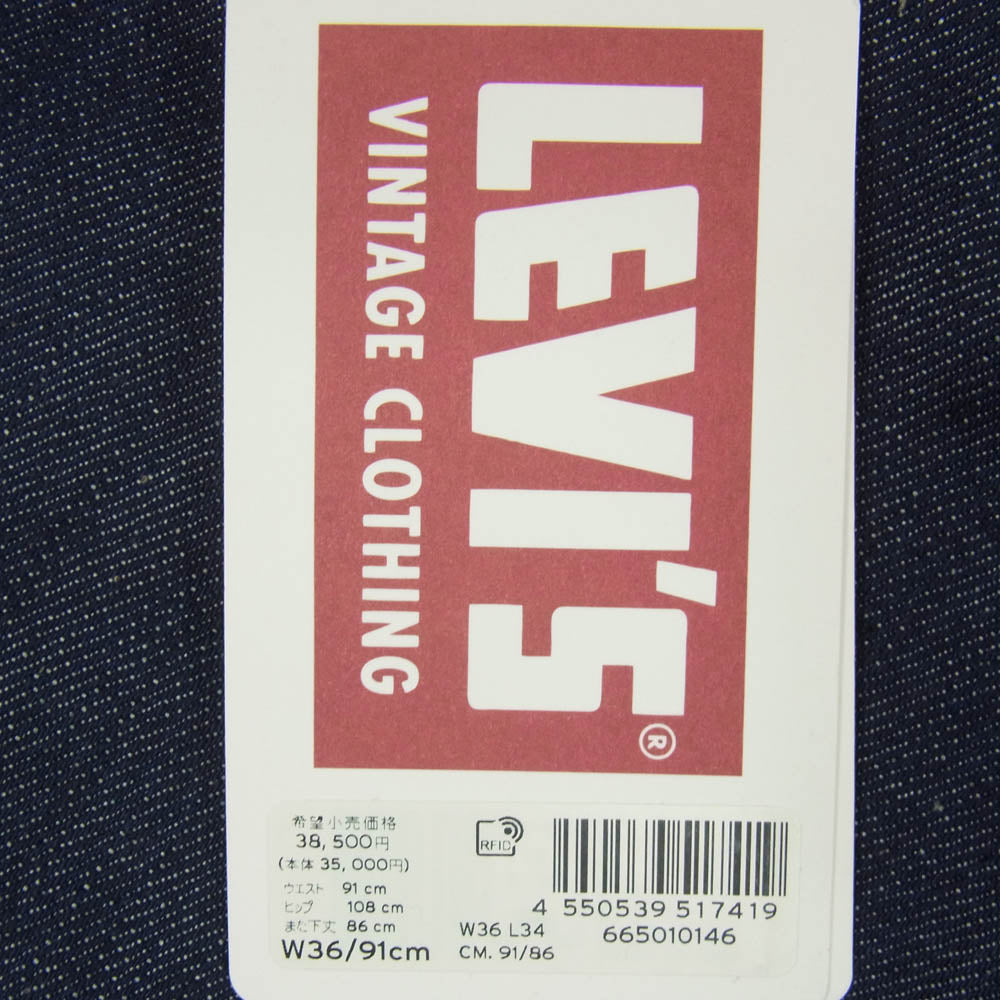 LEVI'S®
VINTAGE CLOTHING
希望小売価格
38,500円
(本体 35,000円)
ウエスト 91 cm
ヒップ 108 cm
また下丈 86 cm
W36/91cm
RFID
W36 L34
CM. 91/86
4 550539 517419
665010146